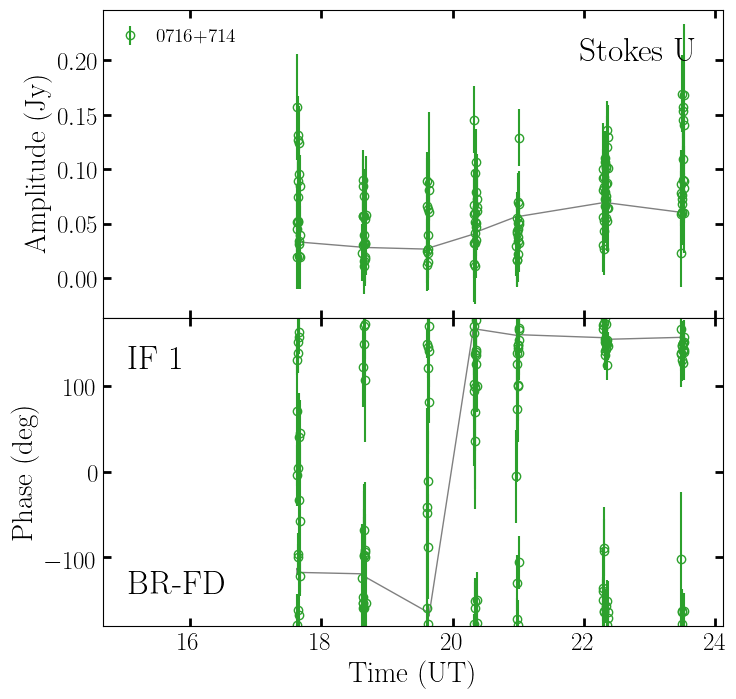 0716+714
Stokes U
0.20
0.15
0.10
0.05
0.00
Amplitude (Jy)
IF 1
100
0
−100
Phase (deg)
BR-FD
16 18 20 22 24
Time (UT)